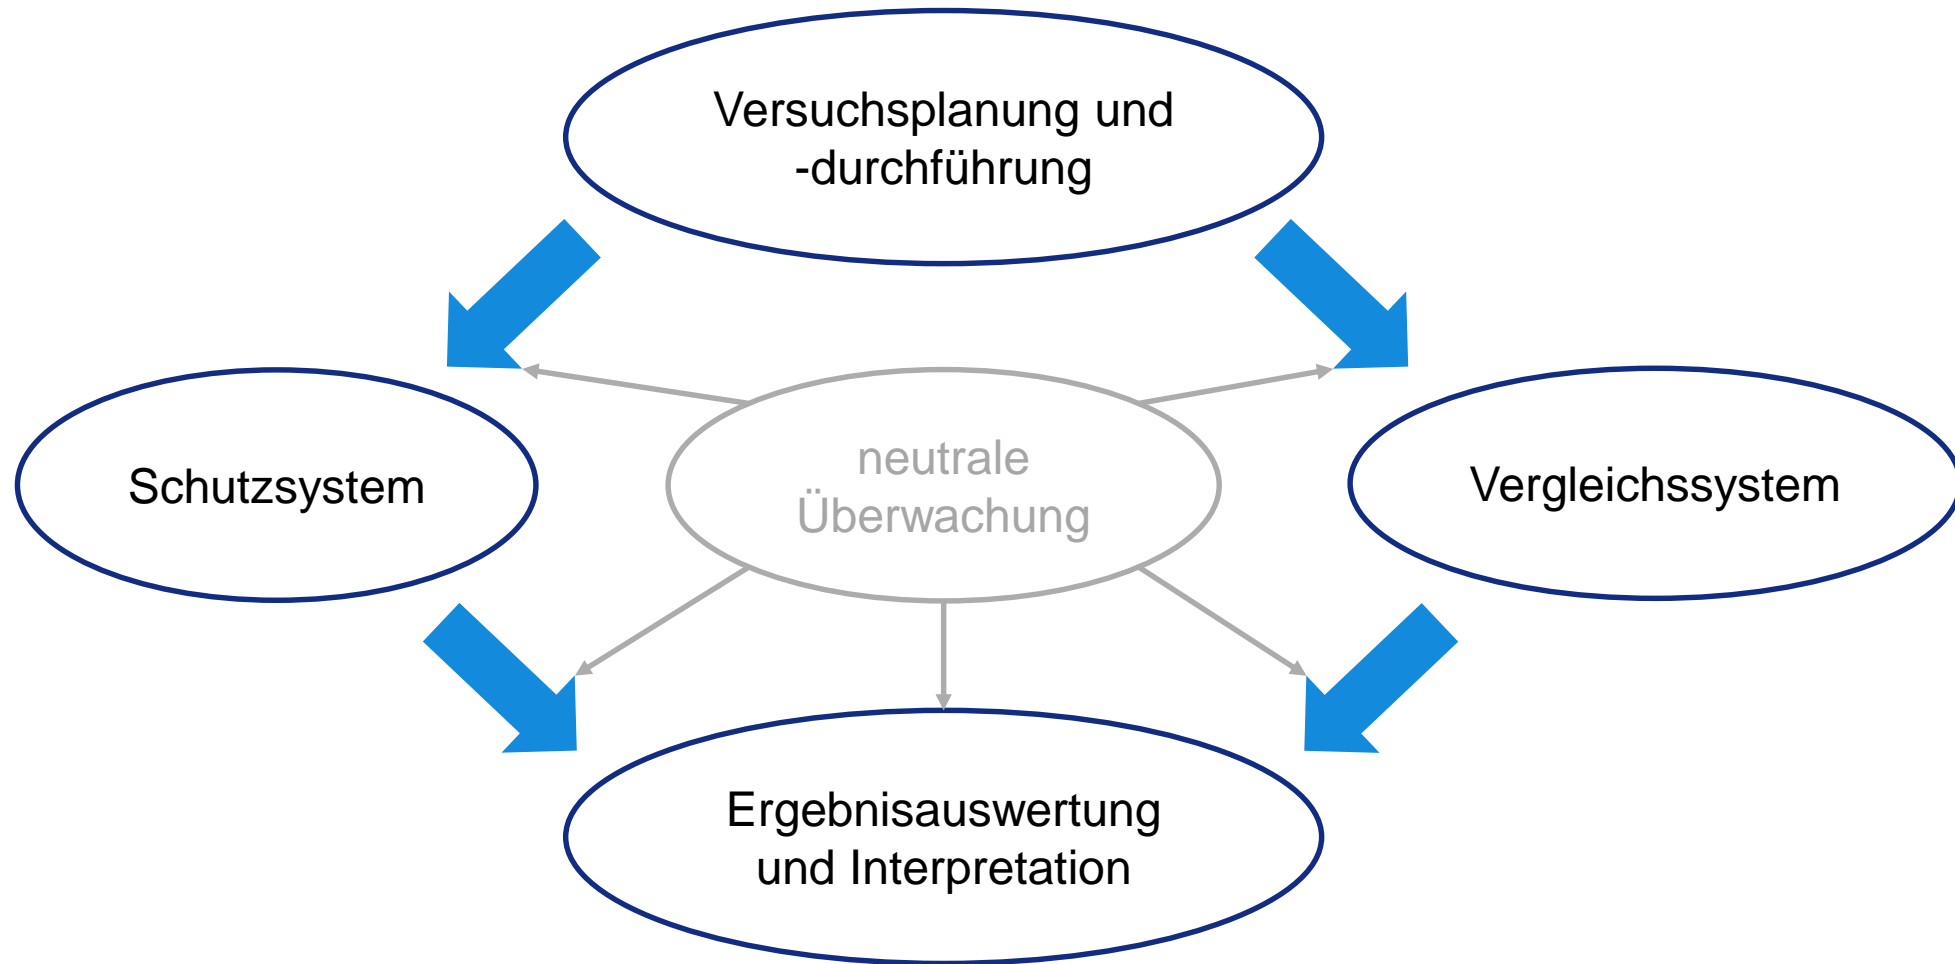 Versuchsplanung und
-durchführung
Schutzsystem
neutrale
Überwachung
Vergleichssystem
Ergebnisauswertung
und Interpretation